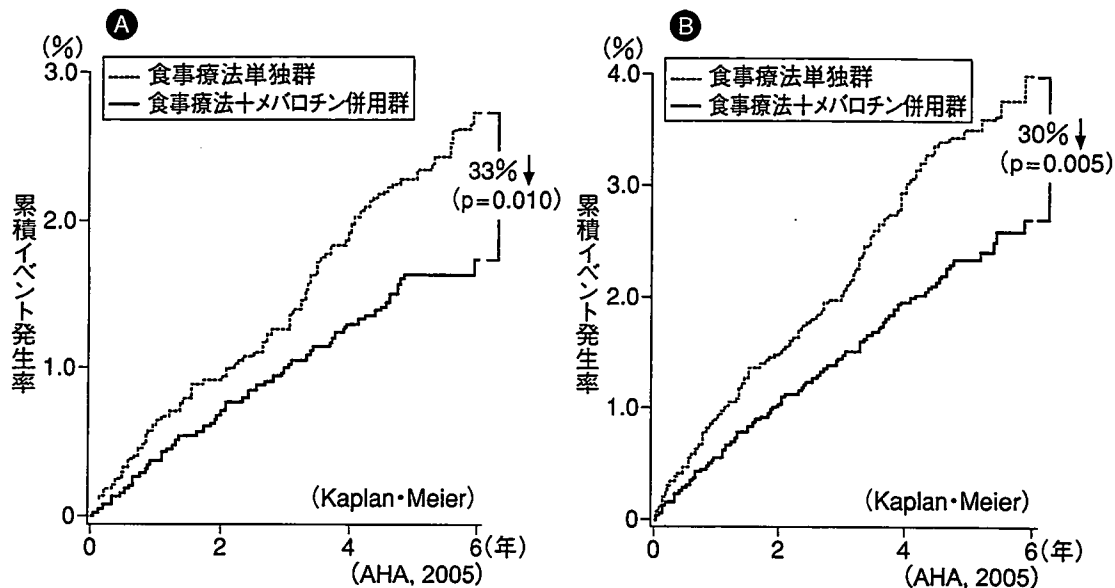 A
(%)
3.0
2.0
1.0
0
食事療法単独群
食事療法+メバロチン併用群
33%↓
(p=0.010)
累積イベント発生率
(Kaplan・Meier)
0 2 4 6(年)
(AHA, 2005)
B
(%)
4.0
3.0
2.0
1.0
0
食事療法単独群
食事療法+メバロチン併用群
30%↓
(p=0.005)
累積イベント発生率
(Kaplan・Meier)
0 2 4 6(年)
(AHA, 2005)